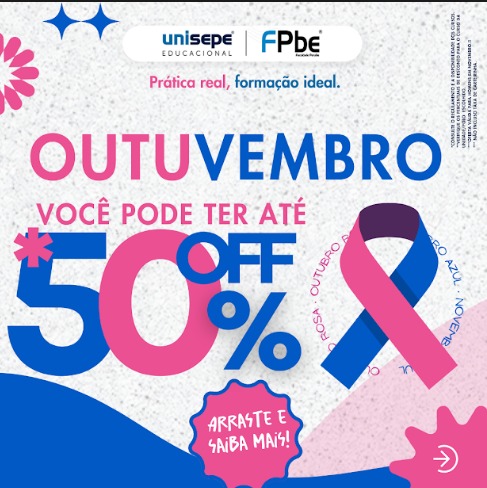 unisepe
EDUCACIONAL
FPbe
Prática real, formação ideal.
OUTUVEMBRO
VOCÊ PODE TER ATÉ
*50% OFF
OUTUBRO
ROSA
AZUL
NOVEMB
ARRASTE E
SAIBA MAIS!